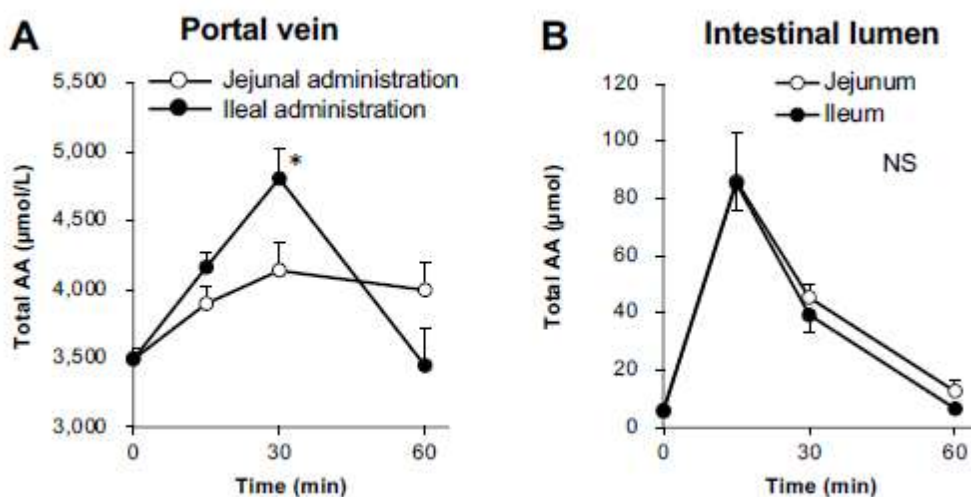 A Portal vein
5,500
5,000
4,500
4,000
3,500
3,000
Total AA (µmol/L)
Jejunal administration
Ileal administration
*
0 30 60
Time (min)
B Intestinal lumen
120
100
80
60
40
20
0
Total AA (µmol)
Jejunum
Ileum
NS
0 30 60
Time (min)